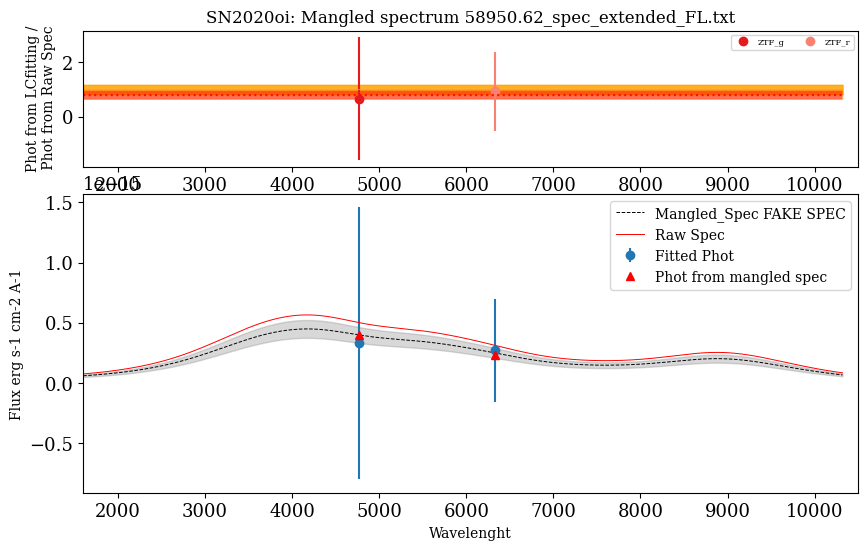 SN2020oi: Mangled spectrum 58950.62_spec_extended_FL.txt
Phot from LCfitting /
Phot from Raw Spec
2
0
ZTF_g ZTF_r
2000 3000 4000 5000 6000 7000 8000 9000 10000
1e−15
Flux erg s-1 cm-2 A-1
1.5
1.0
0.5
0.0
−0.5
Mangled_Spec FAKE SPEC
Raw Spec
Fitted Phot
Phot from mangled spec
2000 3000 4000 5000 6000 7000 8000 9000 10000
Wavelenght